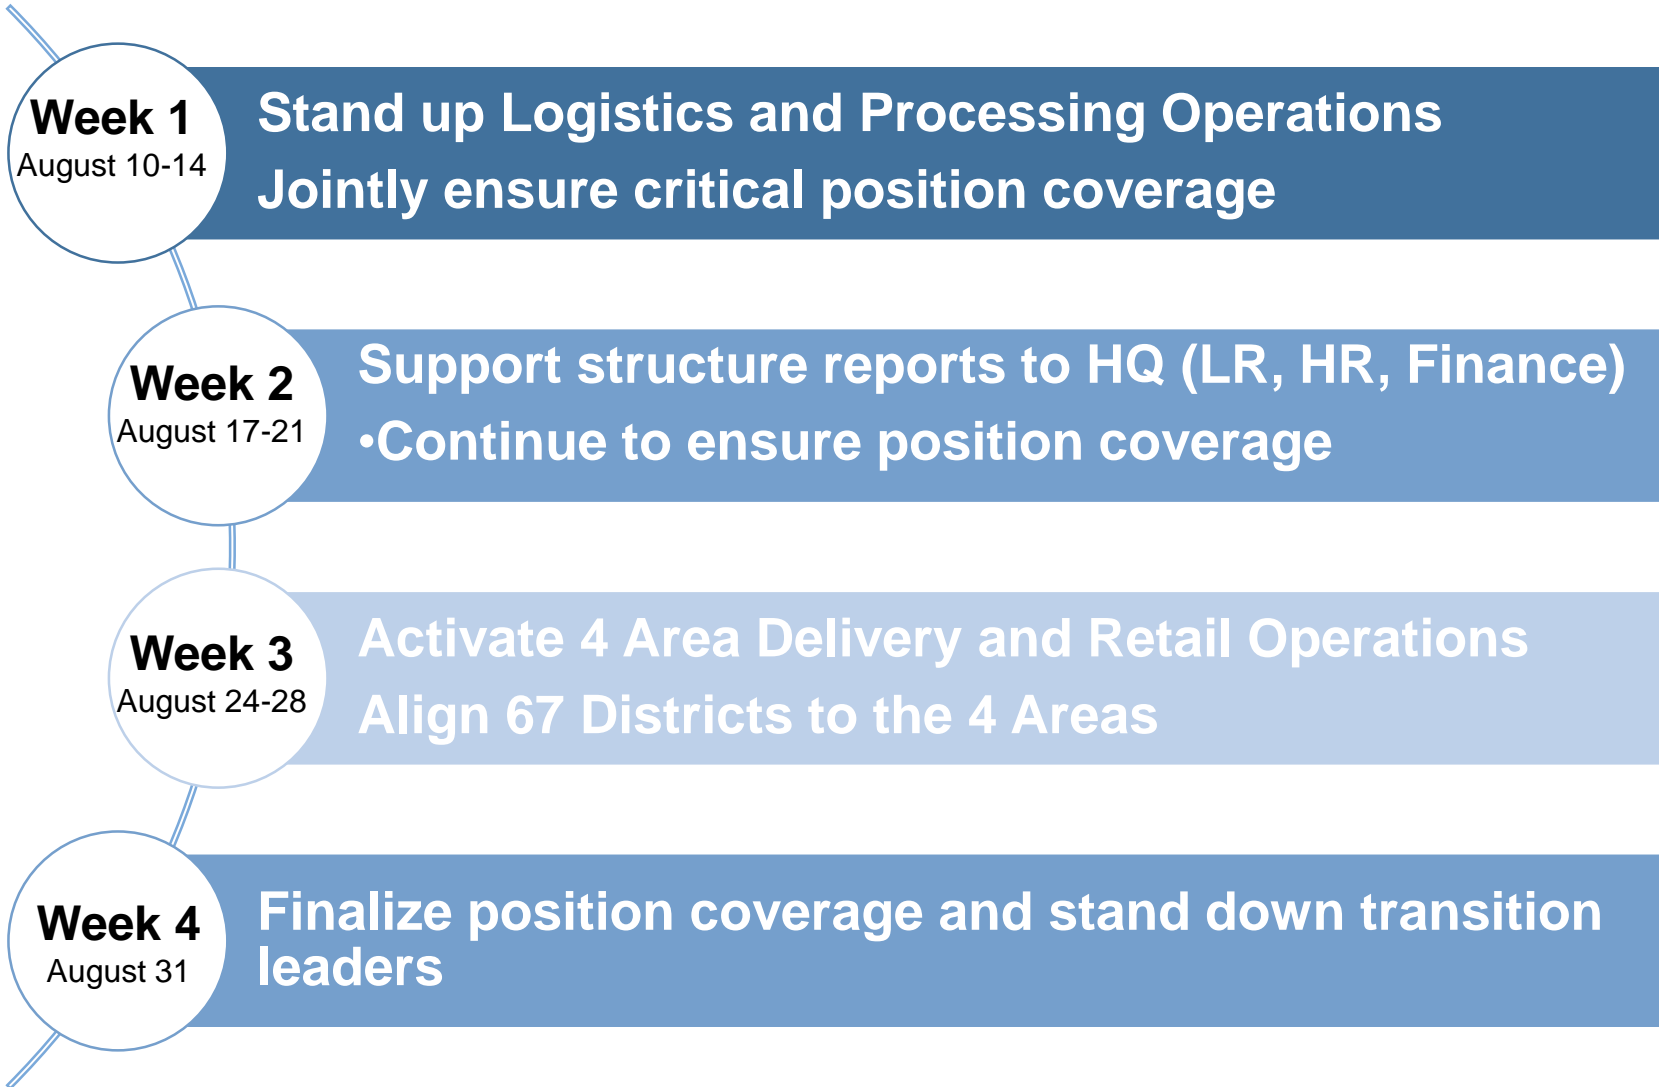 Week 1
August 10-14
Stand up Logistics and Processing Operations
Jointly ensure critical position coverage
Week 2
August 17-21
Support structure reports to HQ (LR, HR, Finance)
•Continue to ensure position coverage
Week 3
August 24-28
Activate 4 Area Delivery and Retail Operations
Align 67 Districts to the 4 Areas
Week 4
August 31
Finalize position coverage and stand down transition
leaders